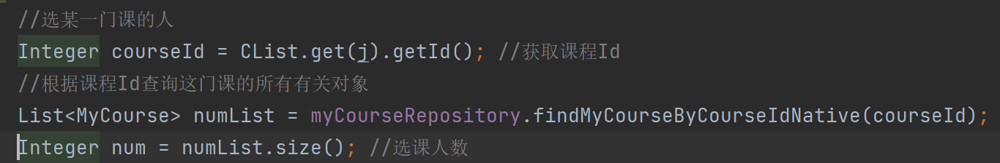 //选某一门课的人
Integer courseId = CList.get(j).getId(); //获取课程Id
//根据课程Id查询这门课的所有有关对象
List<MyCourse> numList = myCourseRepository.findMyCourseByCourseIdNative(courseId);
Integer num = numList.size(); //选课人数